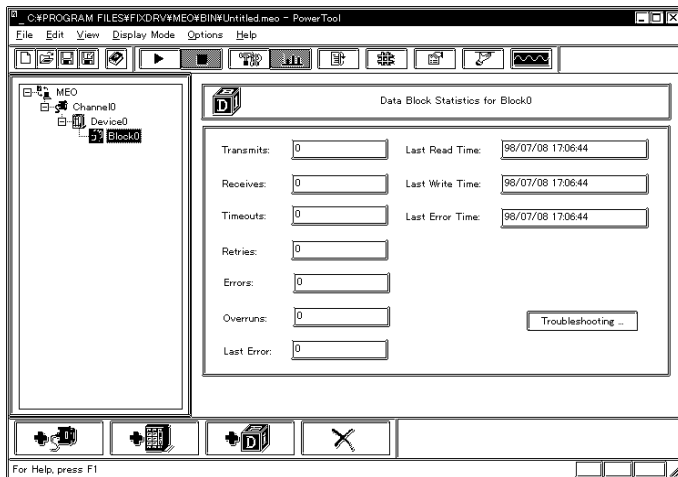 C:¥PROGRAM FILES¥FIXDRV¥MEO¥BIN¥Untitled.meo - PowerTool
File Edit View Display Mode Options Help
MEO
Channel0
Device0
Block0
D
Data Block Statistics for Block0
Transmits: 0 Last Read Time: 98/07/08 17:06:44
Receives: 0 Last Write Time: 98/07/08 17:06:44
Timeouts: 0 Last Error Time: 98/07/08 17:06:44
Retries: 0
Errors: 0
Overruns: 0
Troubleshooting ...
Last Error: 0
D
For Help, press F1